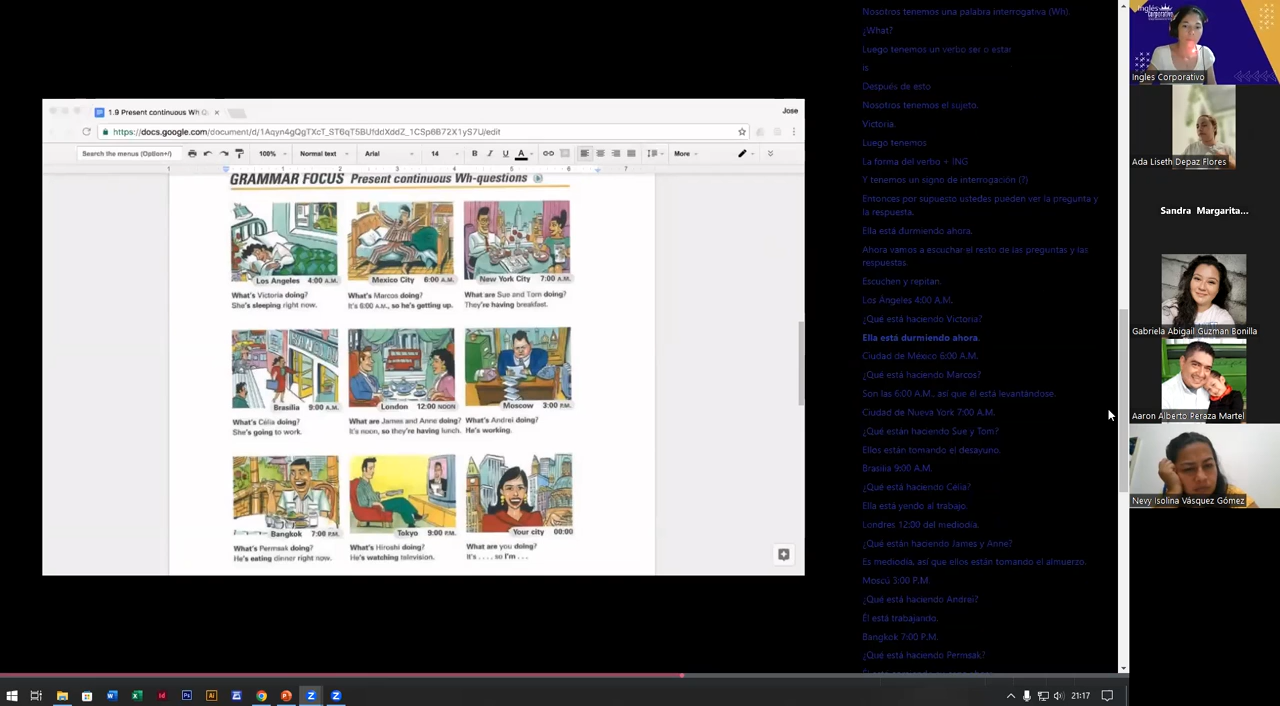 1.9 Present continuous Wh Q
Jose
https://docs.google.com/document/d/1Aqyn4gQgTXcT_ST6qT5BUfddXddZ_1CSp6B72X1yS7U/edit
Search the menus (Option+/)
100%
Normal text
Arial
14
More
GRAMMAR FOCUS Present continuous Wh-questions
Los Angeles 4:00 A.M.
What's Victoria doing?
She's sleeping right now.
Mexico City 6:00 A.M.
What's Marcos doing?
It's 6:00 A.M., so he's getting up.
New York City 7:00 A.M.
What are Sue and Tom doing?
They're having breakfast.
Brasília 9:00 A.M.
What's Célia doing?
She's going to work.
London 12:00 NOON
What are James and Anne doing?
It's noon, so they're having lunch.
Moscow 3:00 P.M.
What's Andrei doing?
He's working.
Bangkok 7:00 P.M.
What's Permsak doing?
He's eating dinner right now.
Tokyo 9:00 P.M.
What's Hiroshi doing?
He's watching television.
Your city 00:00
What are you doing?
It's . . . , so I'm . . .
Nosotros tenemos una palabra interrogativa (Wh).
¿What?
Luego tenemos un verbo ser o estar
is
Después de esto
Nosotros tenemos el sujeto.
Victoria
Luego tenemos
La forma del verbo + ING
Y tenemos un signo de interrogación (?)
Entonces por supuesto ustedes pueden ver la pregunta y
la respuesta.
Ella está durmiendo ahora.
Ahora vamos a escuchar el resto de las preguntas y las
respuestas.
Escuchen y repitan.
Los Ángeles 4:00 A.M.
¿Qué está haciendo Victoria?
Ella está durmiendo ahora.
Ciudad de México 6:00 A.M.
¿Qué está haciendo Marcos?
Son las 6:00 A.M., así que él está levantándose.
Ciudad de Nueva York 7:00 A.M.
¿Qué están haciendo Sue y Tom?
Ellos están tomando el desayuno.
Brasilia 9:00 A.M.
¿Qué está haciendo Célia?
Ella está yendo al trabajo.
Londres 12:00 del mediodía.
¿Qué están haciendo James y Anne?
Es mediodía, así que ellos están tomando el almuerzo.
Moscú 3:00 P.M
¿Qué está haciendo Andrei?
Él está trabajando.
Bangkok 7:00 P.M.
¿Qué está haciendo Permsak?
Inglés
Corporativo
Ingles Corporativo
Ada Liseth Depaz Flores
Sandra Margarita...
Gabriela Abigail Guzman Bonilla
Aaron Alberto Peraza Martel
Nevy Isolina Vásquez Gómez
21:17